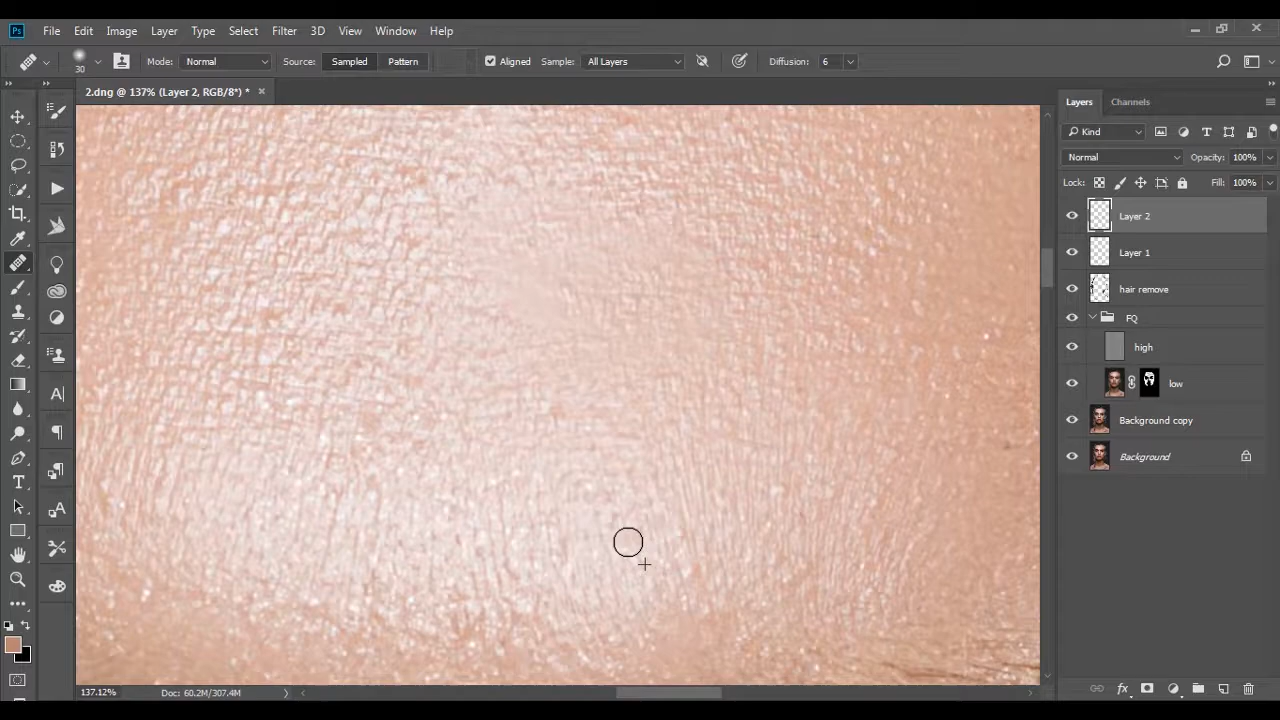 Ps File Edit Image Layer Type Select Filter 3D View Window Help
30 Mode: Normal Source: Sampled Pattern Aligned Sample: All Layers Diffusion: 6
2.dng @ 137% (Layer 2, RGB/8*) *
Layers Channels
Kind
Normal Opacity: 100%
Lock: Fill: 100%
Layer 2
Layer 1
hair remove
FQ
high
low
Background copy
Background
137.12% Doc: 60.2M/307.4M